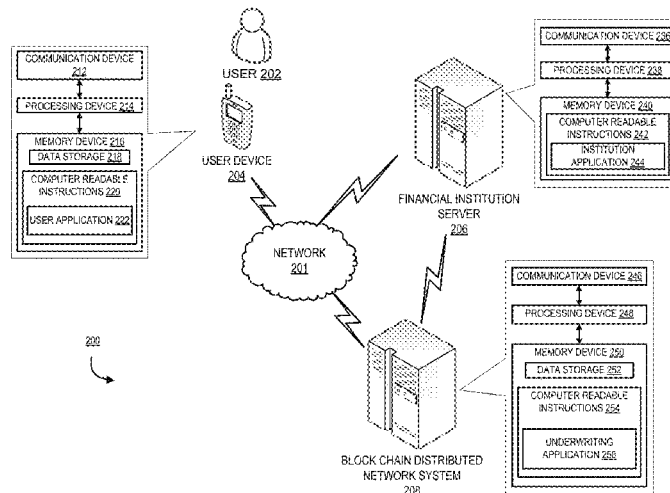 COMMUNICATION DEVICE
212
PROCESSING DEVICE 214
MEMORY DEVICE 216
DATA STORAGE 218
COMPUTER READABLE
INSTRUCTIONS 220
USER APPLICATION 222
USER 202
USER DEVICE
204
NETWORK
201
200
FINANCIAL INSTITUTION
SERVER
206
COMMUNICATION DEVICE 236
PROCESSING DEVICE 238
MEMORY DEVICE 240
COMPUTER READABLE
INSTRUCTIONS 242
INSTITUTION
APPLICATION
244
BLOCK CHAIN DISTRIBUTED
NETWORK SYSTEM
208
COMMUNICATION DEVICE 246
PROCESSING DEVICE 248
MEMORY DEVICE 250
DATA STORAGE 252
COMPUTER READABLE
INSTRUCTIONS 254
UNDERWRITING
APPLICATION 256